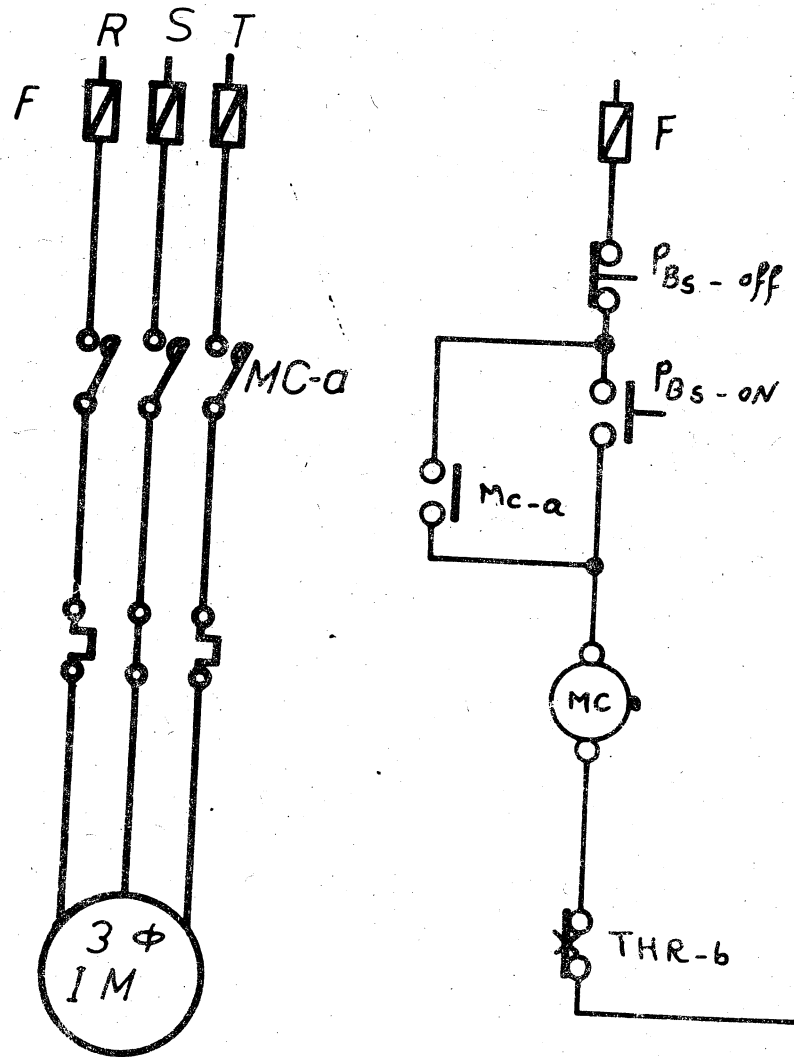 R S T
F
MC-a
3 Φ
IM
F
PBS-OFF
PBS-ON
MC-a
MC
THR-b